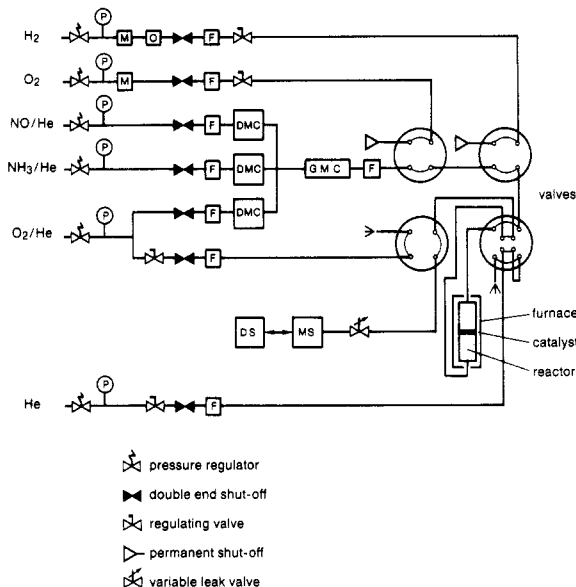 P
H2
M O F
P
O2
M F
P
NO/He
F DMC
P
NH3/He
F DMC GMC F
P
F DMC
O2/He
F
valves
DS MS
furnace
catalyst
reactor
P
He
F
pressure regulator
double end shut-off
regulating valve
permanent shut-off
variable leak valve